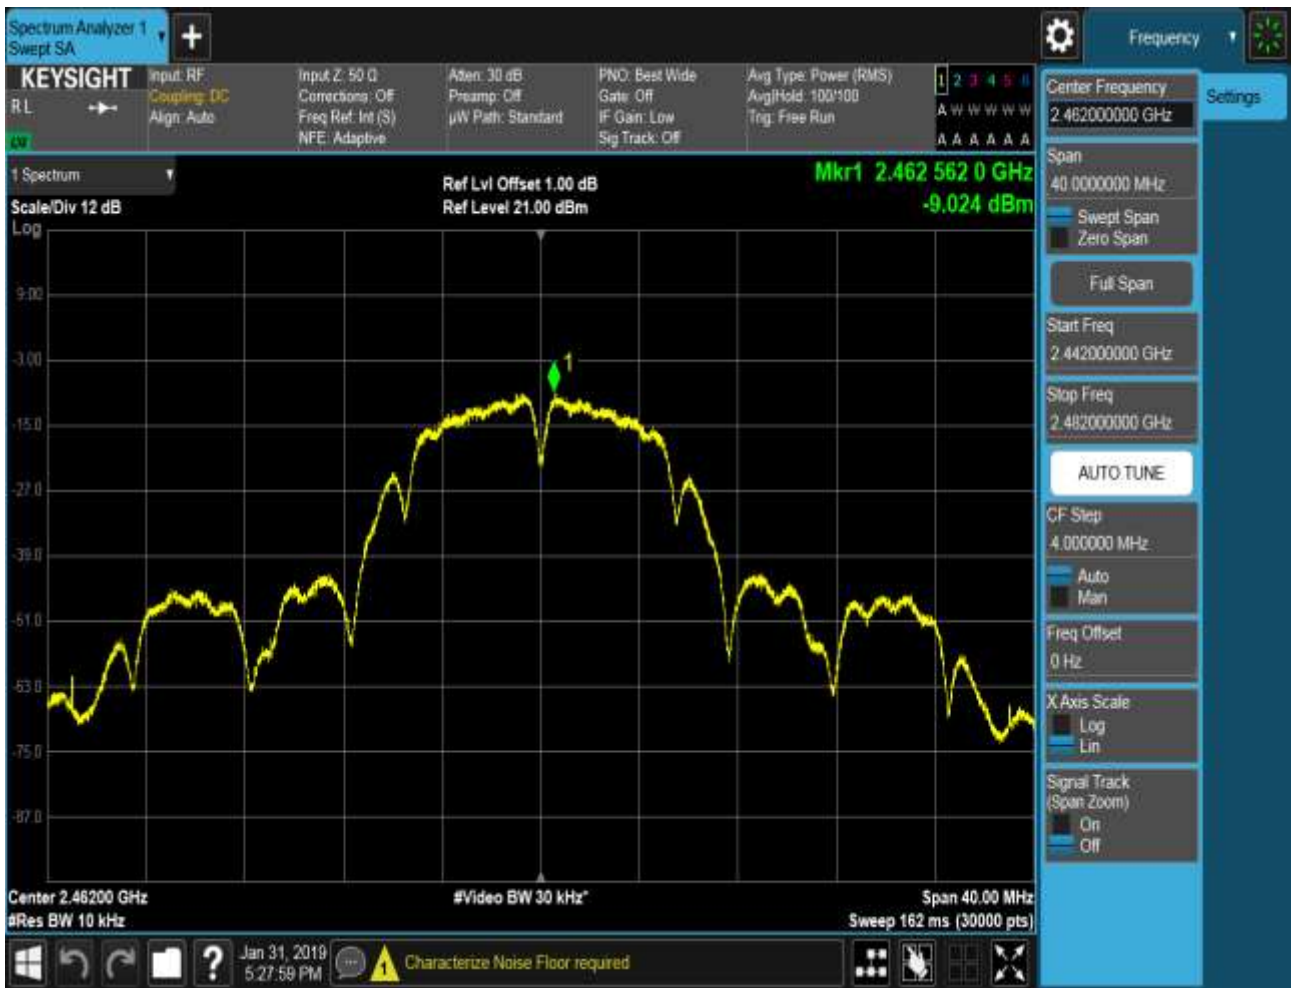 Spectrum Analyzer 1
Swept SA
+
Frequency
KEYSIGHT
R L
Input: RF
Coupling: DC
Align: Auto
Input Z: 50 Ω
Corrections: Off
Freq Ref: Int (S)
NFE: Adaptive
Atten: 30 dB
Preamp: Off
µW Path: Standard
PNO: Best Wide
Gate: Off
IF Gain: Low
Sig Track: Off
Avg Type: Power (RMS)
Avg|Hold: 100/100
Trig: Free Run
1 2 3 4 5 6
A W W W W W
A A A A A A
1 Spectrum
Scale/Div 12 dB
Log
Ref Lvl Offset 1.00 dB
Ref Level 21.00 dBm
Mkr1 2.462 562 0 GHz
-9.024 dBm
9.00
-3.00
-15.0
-27.0
-39.0
-51.0
-63.0
-75.0
-87.0
1
Center 2.46200 GHz
#Res BW 10 kHz
#Video BW 30 kHz*
Span 40.00 MHz
Sweep 162 ms (30000 pts)
Center Frequency
2.462000000 GHz
Settings
Span
40.0000000 MHz
Swept Span
Zero Span
Full Span
Start Freq
2.442000000 GHz
Stop Freq
2.482000000 GHz
AUTO TUNE
CF Step
4.000000 MHz
Auto
Man
Freq Offset
0 Hz
X Axis Scale
Log
Lin
Signal Track
(Span Zoom)
On
Off
?
Jan 31, 2019
5:27:59 PM
1
Characterize Noise Floor required